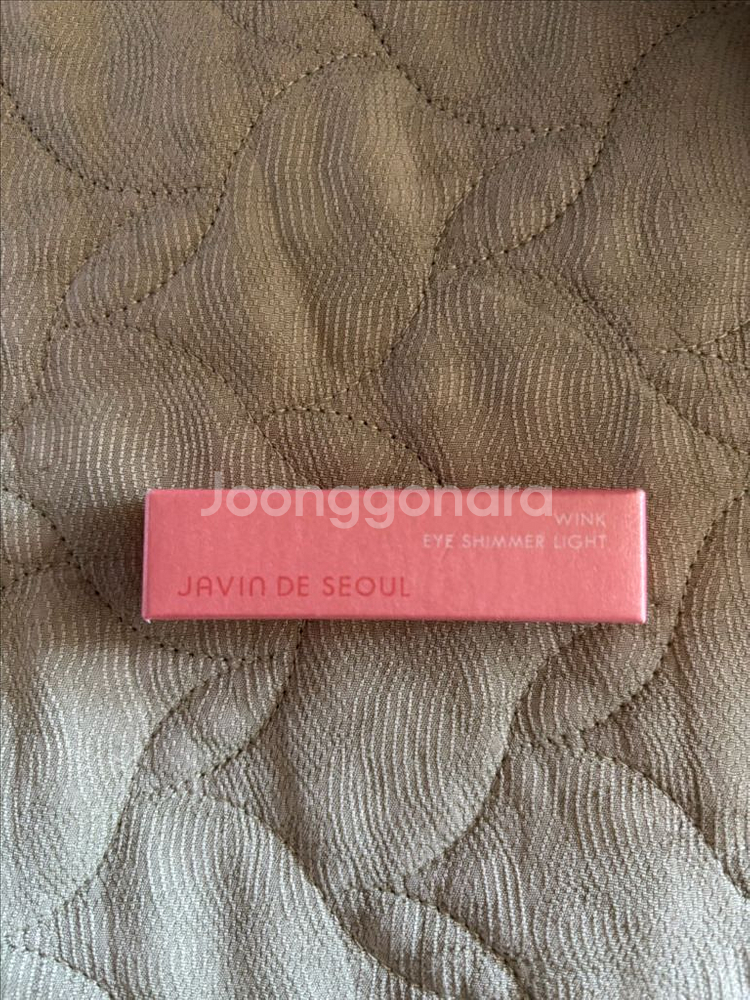 Joonggonara
WINK
EYE SHIMMER LIGHT
JAVIN DE SEOUL